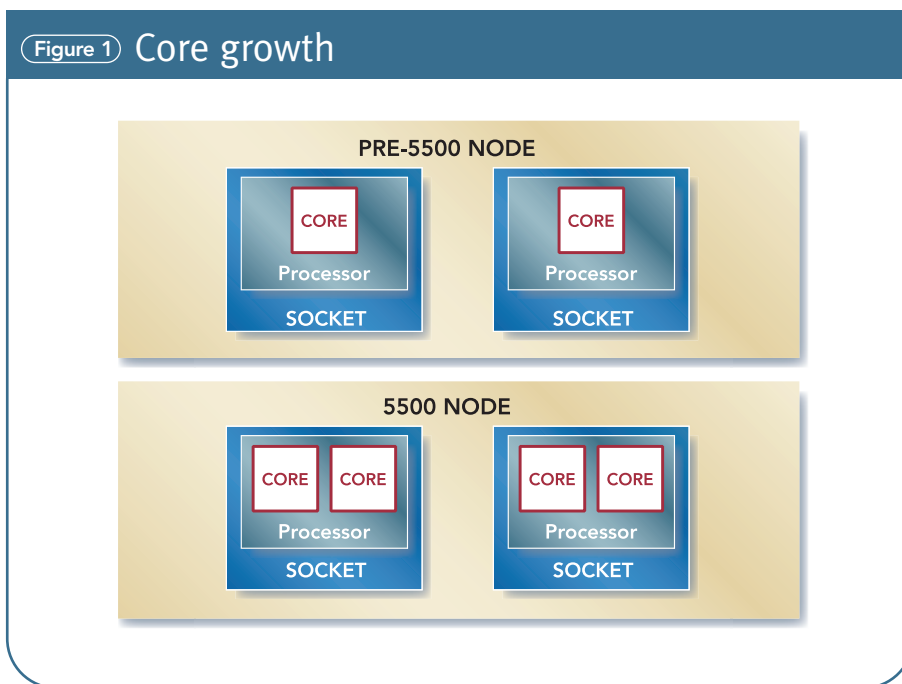 Figure 1 Core growth
PRE-5500 NODE
CORE
Processor
SOCKET
CORE
Processor
SOCKET
5500 NODE
CORE CORE
Processor
SOCKET
CORE CORE
Processor
SOCKET